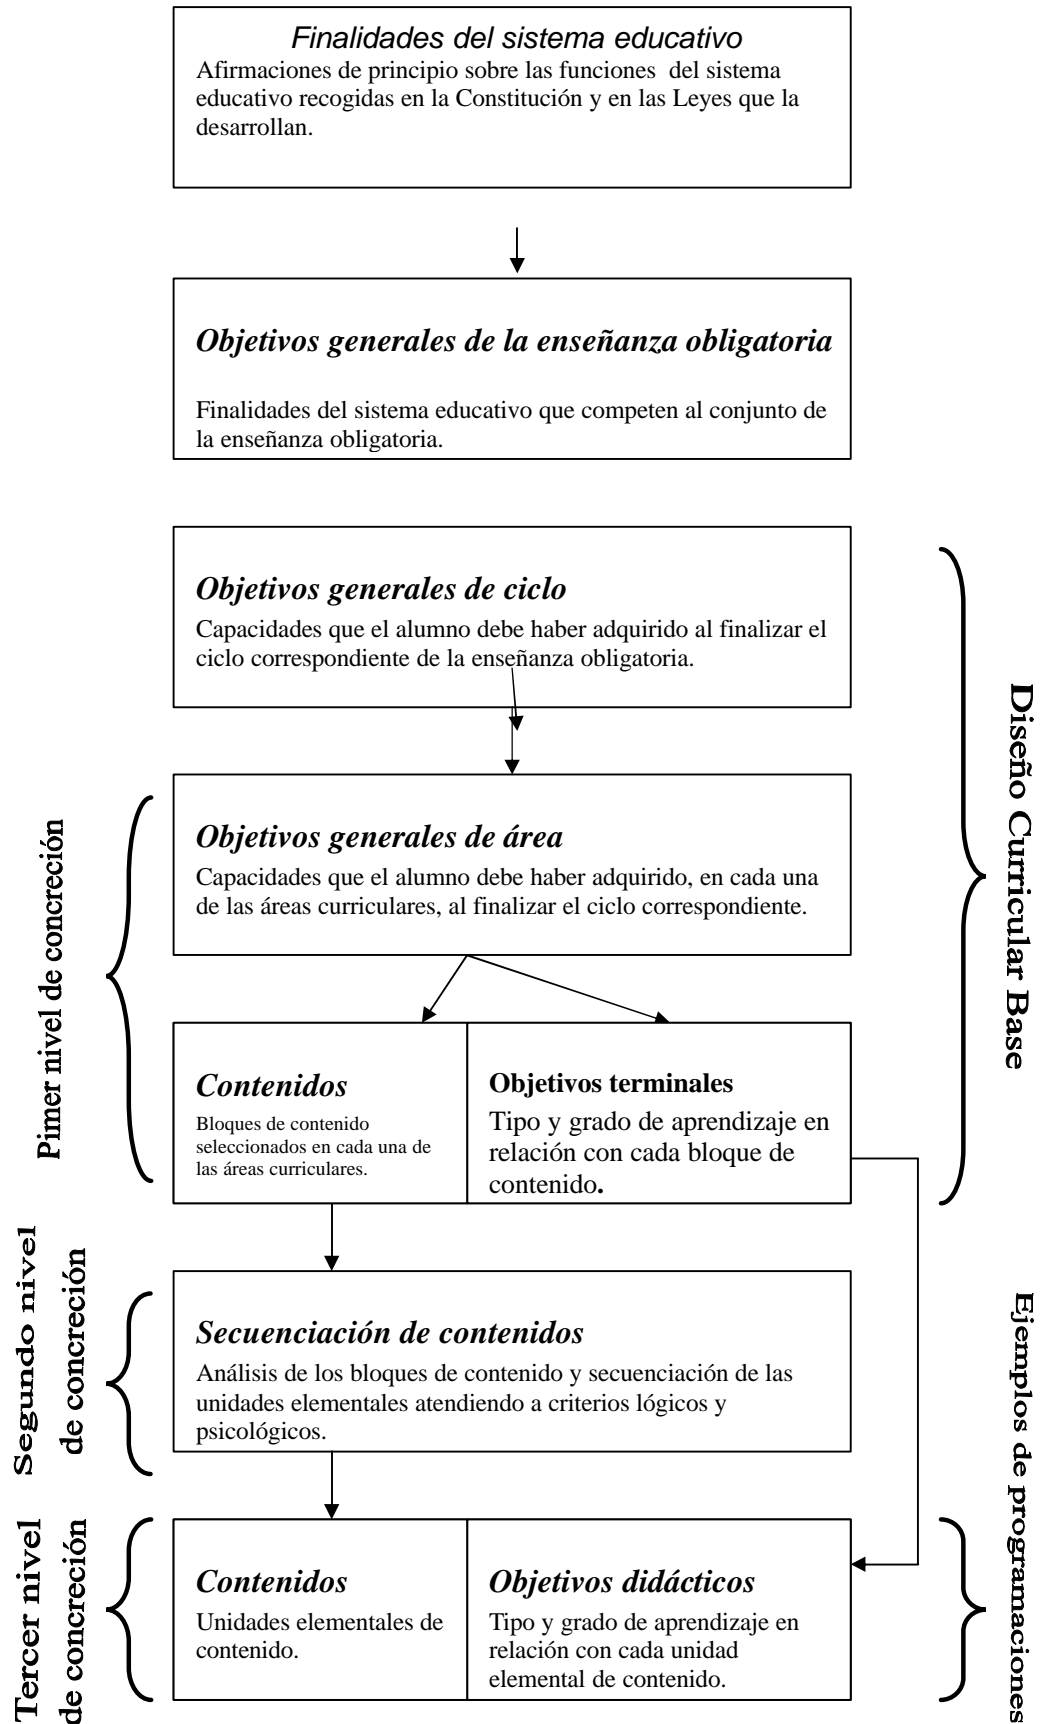 Finalidades del sistema educativo
Afirmaciones de principio sobre las funciones del sistema
educativo recogidas en la Constitución y en las Leyes que la
desarrollan.
Objetivos generales de la enseñanza obligatoria
Finalidades del sistema educativo que competen al conjunto de
la enseñanza obligatoria.
Objetivos generales de ciclo
Capacidades que el alumno debe haber adquirido al finalizar el
ciclo correspondiente de la enseñanza obligatoria.
Diseño Curricular Base
Pimer nivel de concreción
Objetivos generales de área
Capacidades que el alumno debe haber adquirido, en cada una
de las áreas curriculares, al finalizar el ciclo correspondiente.
Contenidos
Bloques de contenido
seleccionados en cada una de
las áreas curriculares.
Objetivos terminales
Tipo y grado de aprendizaje en
relación con cada bloque de
contenido.
Segundo nivel
de concreción
Secuenciación de contenidos
Análisis de los bloques de contenido y secuenciación de las
unidades elementales atendiendo a criterios lógicos y
psicológicos.
Ejemplos de programaciones
Tercer nivel
de concreción
Contenidos
Unidades elementales de
contenido.
Objetivos didácticos
Tipo y grado de aprendizaje en
relación con cada unidad
elemental de contenido.